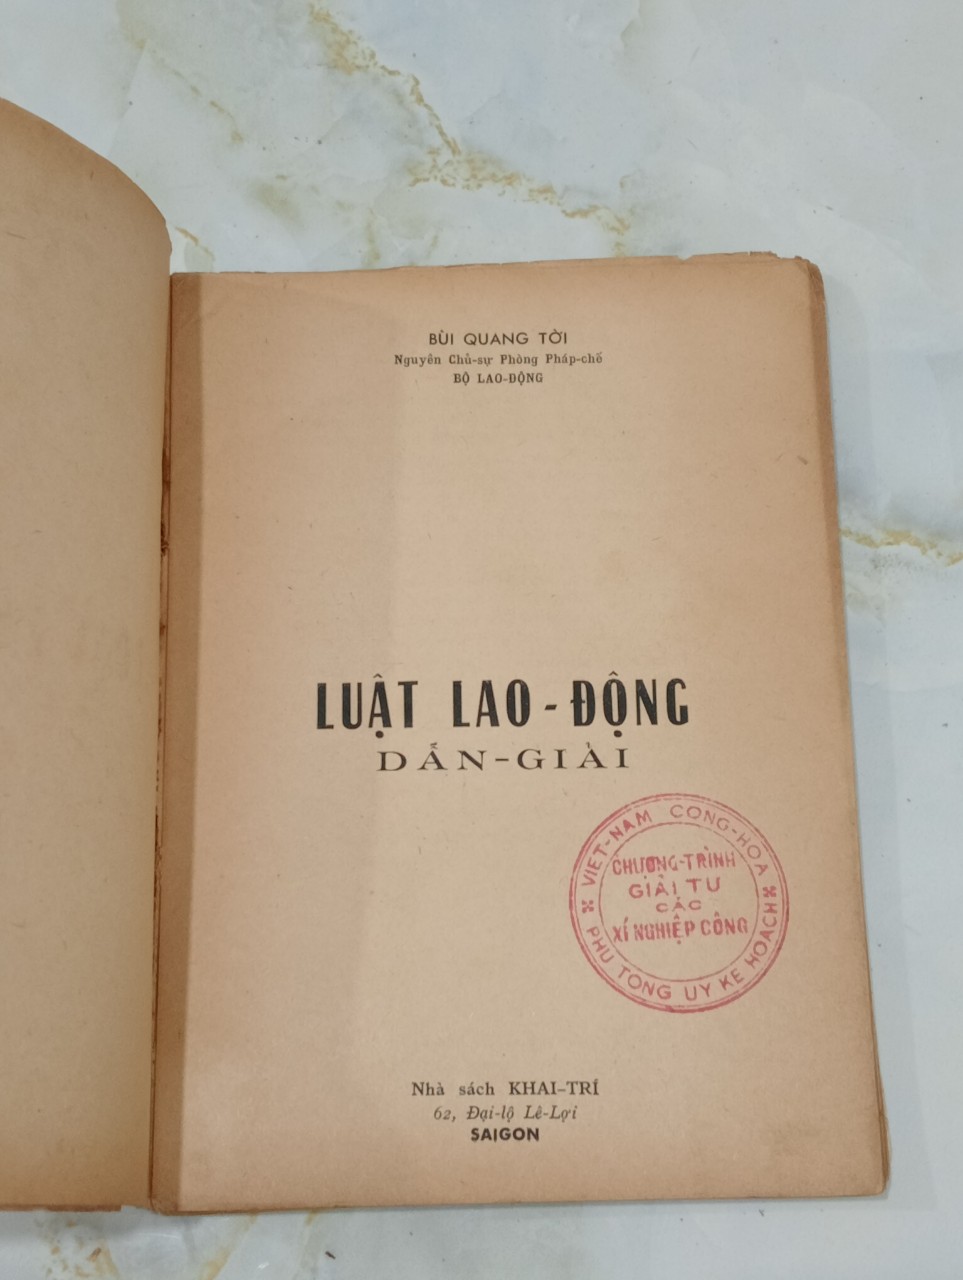 BÙI QUANG TỜI
Nguyên Chủ-sự Phòng Pháp-chế
BỘ LAO-ĐỘNG
LUẬT LAO-ĐỘNG
DẪN-GIẢI
VIET-NAM CONG-HOA
CHƯƠNG-TRÌNH
GIẢI TƯ
CÁC
XÍ NGHIỆP CÔNG
PHU TONG UY KE HOACH
Nhà sách KHAI-TRÍ
62, Đại-lộ Lê-Lợi
SAIGON